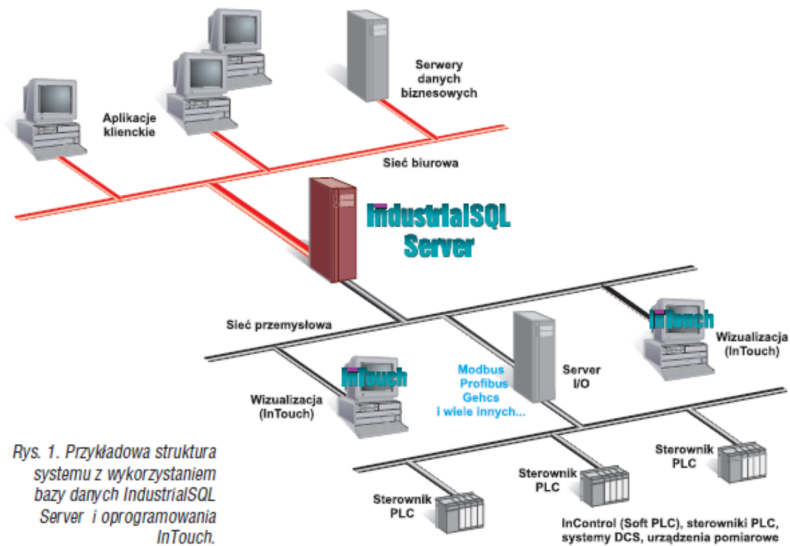 Aplikacje
klienckie
Serwery
danych
biznesowych
Sieć biurowa
IndustrialSQL
Server
Sieć przemysłowa
InTouch
Wizualizacja
(InTouch)
InTouch
Wizualizacja
(InTouch)
Modbus
Profibus
Gehcs
i wiele innych...
Server
I/O
Sterownik
PLC
Sterownik
PLC
Sterownik
PLC
InControl (Soft PLC), sterowniki PLC,
systemy DCS, urządzenia pomiarowe
Rys. 1. Przykładowa struktura
systemu z wykorzystaniem
bazy danych IndustrialSQL
Server i oprogramowania
InTouch.